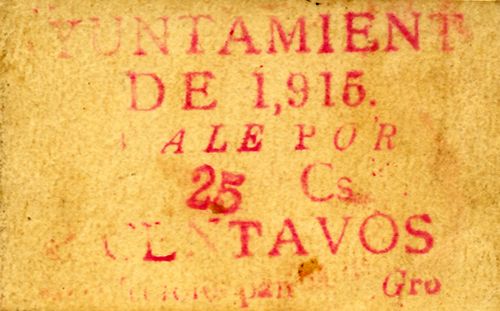 YUNTAMIENT
DE 1,915.
ALE POR
25 Cs
CENTAVOS
Gro